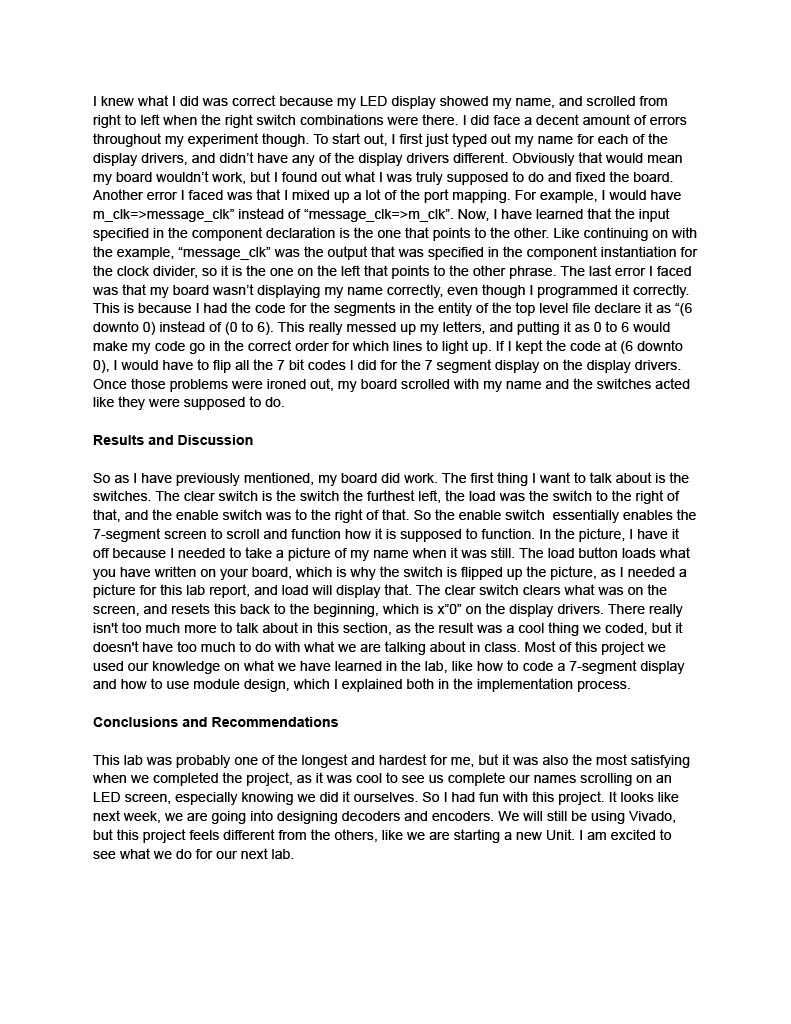 I knew what I did was correct because my LED display showed my name, and scrolled from
right to left when the right switch combinations were there. I did face a decent amount of errors
throughout my experiment though. To start out, I first just typed out my name for each of the
display drivers, and didn’t have any of the display drivers different. Obviously that would mean
my board wouldn’t work, but I found out what I was truly supposed to do and fixed the board.
Another error I faced was that I mixed up a lot of the port mapping. For example, I would have
m_clk=>message_clk” instead of “message_clk=>m_clk”. Now, I have learned that the input
specified in the component declaration is the one that points to the other. Like continuing on with
the example, “message_clk” was the output that was specified in the component instantiation for
the clock divider, so it is the one on the left that points to the other phrase. The last error I faced
was that my board wasn’t displaying my name correctly, even though I programmed it correctly.
This is because I had the code for the segments in the entity of the top level file declare it as “(6
downto 0) instead of (0 to 6). This really messed up my letters, and putting it as 0 to 6 would
make my code go in the correct order for which lines to light up. If I kept the code at (6 downto
0), I would have to flip all the 7 bit codes I did for the 7 segment display on the display drivers.
Once those problems were ironed out, my board scrolled with my name and the switches acted
like they were supposed to do.
Results and Discussion
So as I have previously mentioned, my board did work. The first thing I want to talk about is the
switches. The clear switch is the switch the furthest left, the load was the switch to the right of
that, and the enable switch was to the right of that. So the enable switch  essentially enables the
7-segment screen to scroll and function how it is supposed to function. In the picture, I have it
off because I needed to take a picture of my name when it was still. The load button loads what
you have written on your board, which is why the switch is flipped up the picture, as I needed a
picture for this lab report, and load will display that. The clear switch clears what was on the
screen, and resets this back to the beginning, which is x”0” on the display drivers. There really
isn't too much more to talk about in this section, as the result was a cool thing we coded, but it
doesn't have too much to do with what we are talking about in class. Most of this project we
used our knowledge on what we have learned in the lab, like how to code a 7-segment display
and how to use module design, which I explained both in the implementation process.
Conclusions and Recommendations
This lab was probably one of the longest and hardest for me, but it was also the most satisfying
when we completed the project, as it was cool to see us complete our names scrolling on an
LED screen, especially knowing we did it ourselves. So I had fun with this project. It looks like
next week, we are going into designing decoders and encoders. We will still be using Vivado,
but this project feels different from the others, like we are starting a new Unit. I am excited to
see what we do for our next lab.